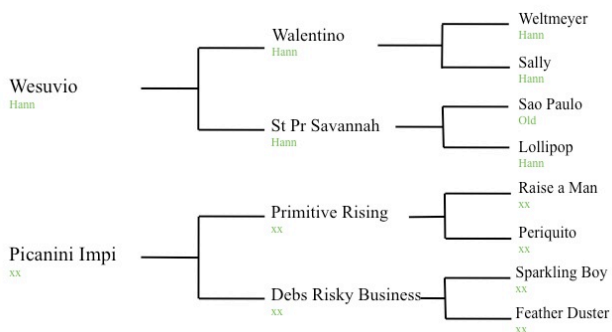 Wesuvio
Hann
Walentino
Hann
Weltmeyer
Hann
Sally
Hann
St Pr Savannah
Hann
Sao Paulo
Old
Lollipop
Hann
Picanini Impi
xx
Primitive Rising
xx
Raise a Man
xx
Periquito
xx
Debs Risky Business
xx
Sparkling Boy
xx
Feather Duster
xx